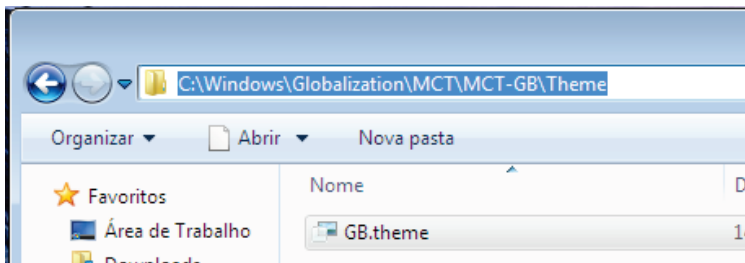 C:\Windows\Globalization\MCT\MCT-GB\Theme
Organizar Abrir Nova pasta
Favoritos Nome
Área de Trabalho GB.theme